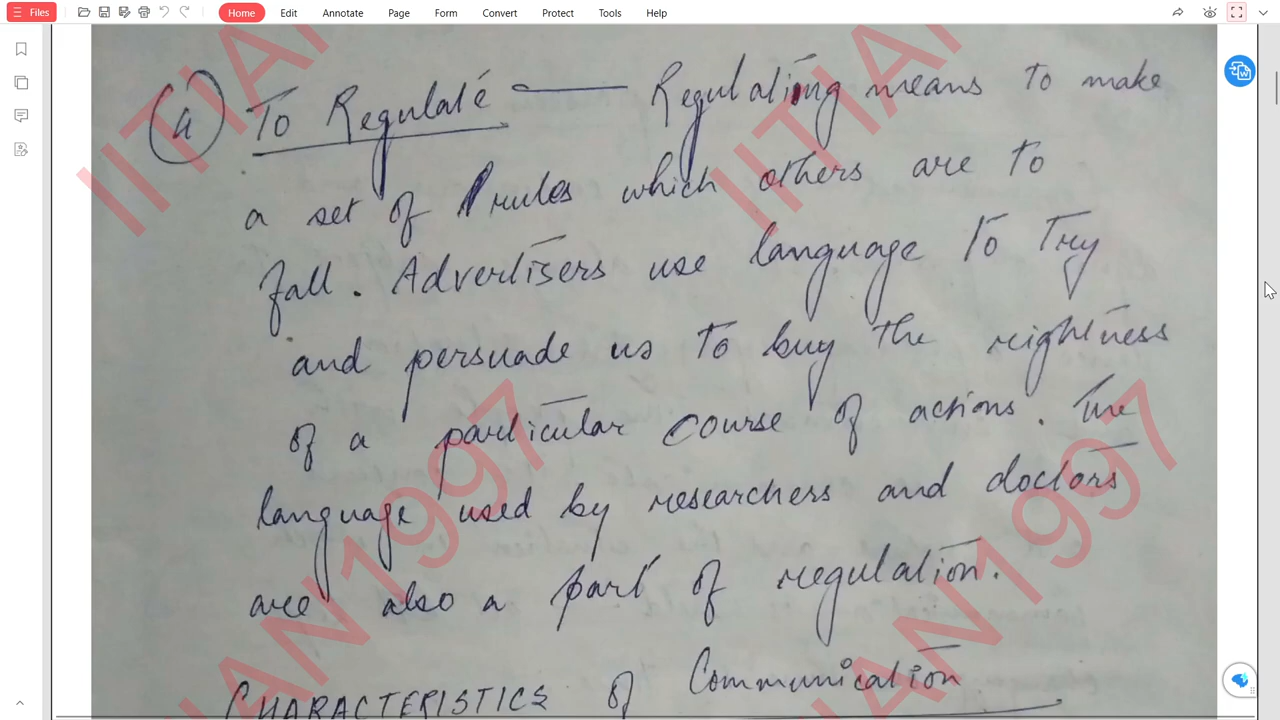 Files
Home Edit Annotate Page Form Convert Protect Tools Help
(a) To Regulate — Regulating means to make
a set of rules which others are to
fall. Advertisers use language to try
and persuade us to buy the rightness
of a particular course of actions. The
language used by researchers and doctors
are also a part of regulation.
CHARACTERISTICS of Communication
IITIAN1997